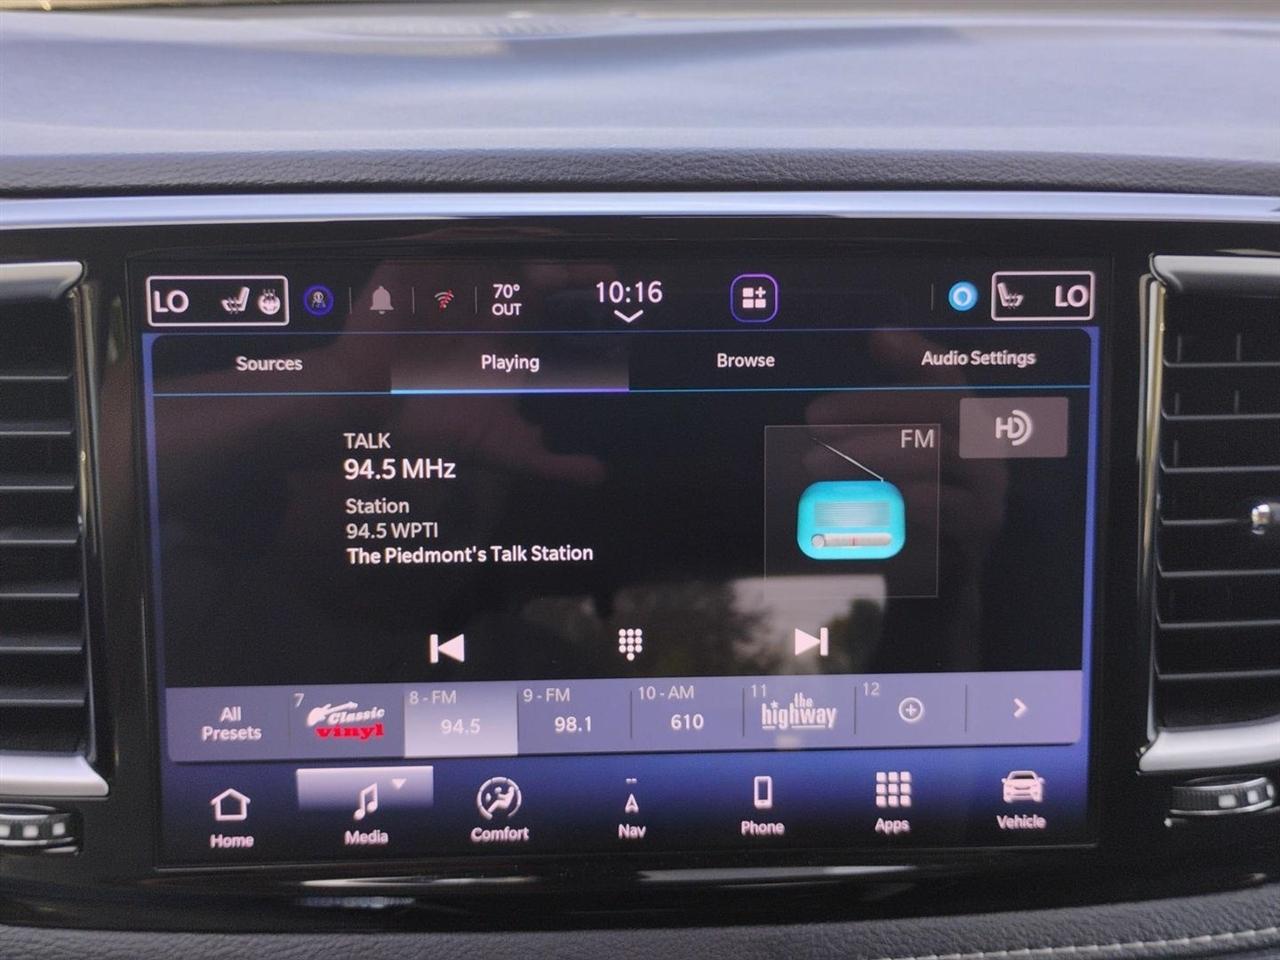 LO
70°
OUT
10:16
LO
Sources
Playing
Browse
Audio Settings
TALK
94.5 MHz
Station
94.5 WPTI
The Piedmont's Talk Station
FM
HD
All
Presets
7
Classic
vinyl
8 - FM
94.5
9 - FM
98.1
10 - AM
610
11
the
highway
12
Home
Media
Comfort
Nav
Phone
Apps
Vehicle